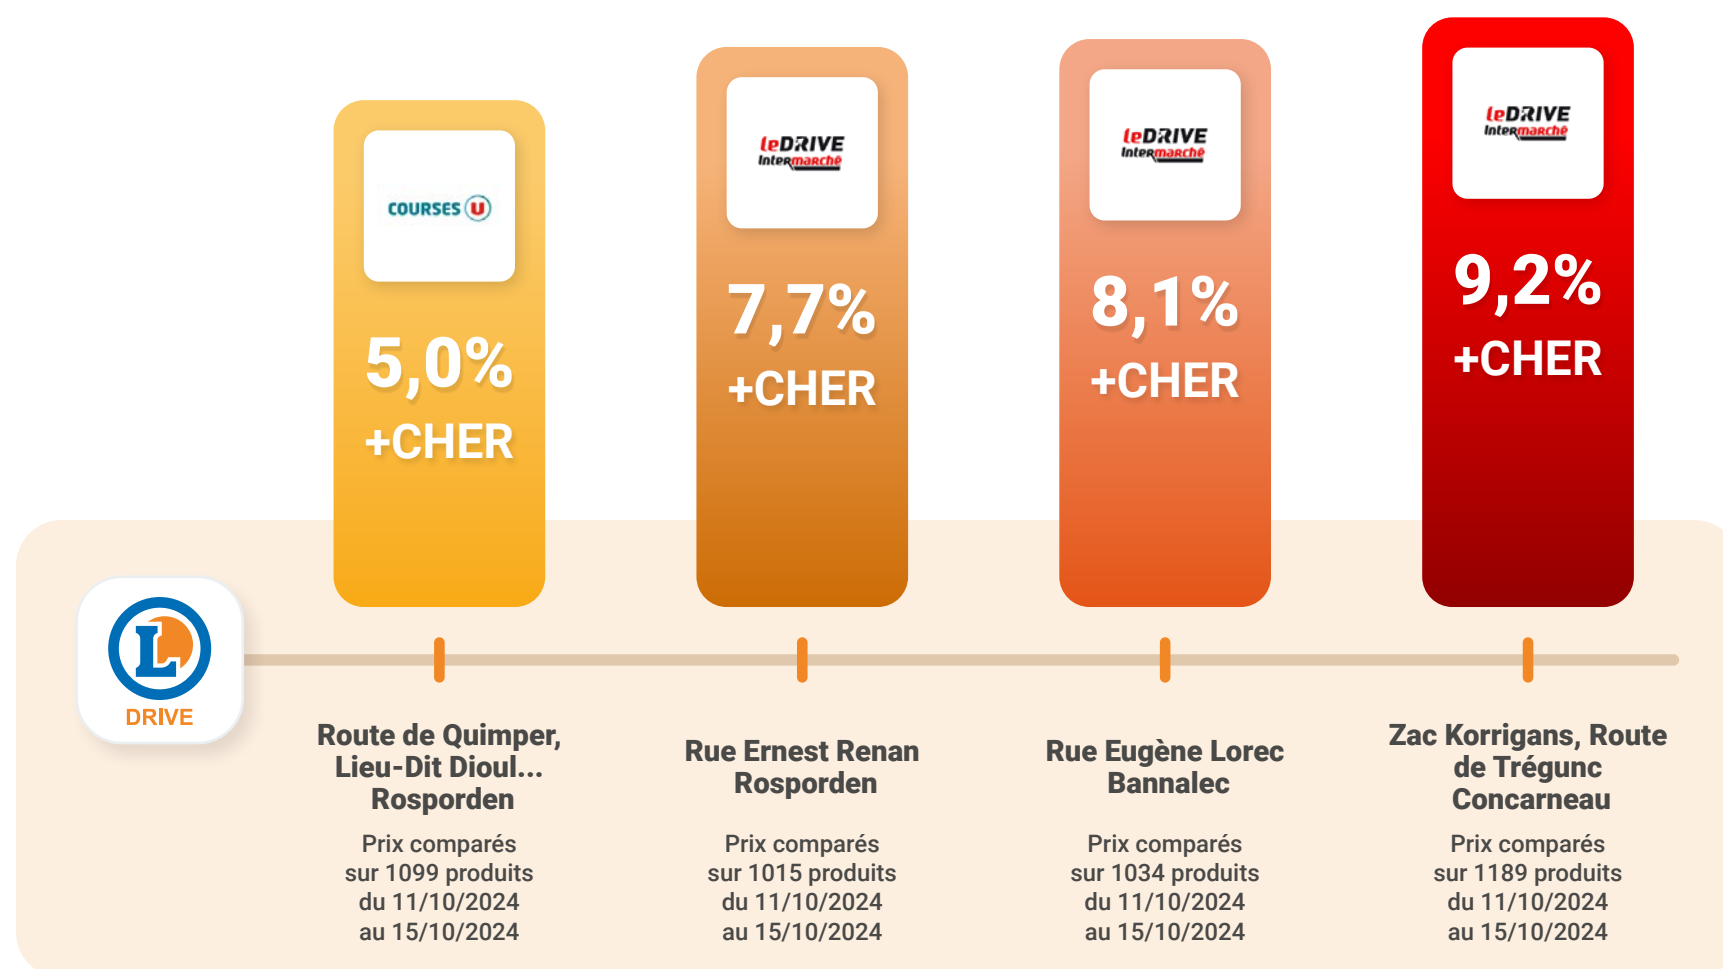 COURSES U
5,0%
+CHER
leDRIVE
Intermarché
7,7%
+CHER
leDRIVE
Intermarché
8,1%
+CHER
leDRIVE
Intermarché
9,2%
+CHER
L
DRIVE
Route de Quimper,
Lieu-Dit Dioul...
Rosporden
Prix comparés
sur 1099 produits
du 11/10/2024
au 15/10/2024
Rue Ernest Renan
Rosporden
Prix comparés
sur 1015 produits
du 11/10/2024
au 15/10/2024
Rue Eugène Lorec
Bannalec
Prix comparés
sur 1034 produits
du 11/10/2024
au 15/10/2024
Zac Korrigans, Route
de Trégunc
Concarneau
Prix comparés
sur 1189 produits
du 11/10/2024
au 15/10/2024